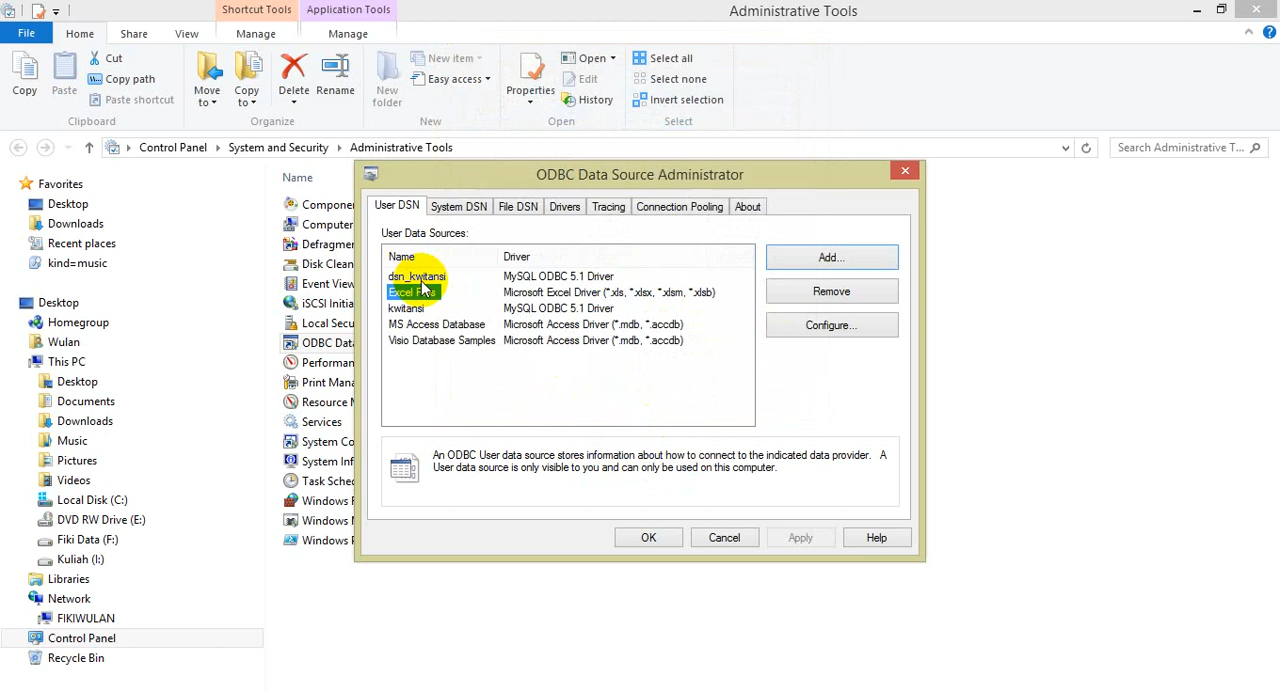 Shortcut Tools
Application Tools
Administrative Tools
File
Home
Share
View
Manage
Manage
Copy
Paste
Cut
Copy path
Paste shortcut
Clipboard
Move to
Copy to
Delete
Rename
Organize
New folder
New item
Easy access
New
Properties
Open
Edit
History
Open
Select all
Select none
Invert selection
Select
Control Panel
System and Security
Administrative Tools
Search Administrative T...
Favorites
Desktop
Downloads
Recent places
kind=music
Desktop
Homegroup
Wulan
This PC
Desktop
Documents
Downloads
Music
Pictures
Videos
Local Disk (C:)
DVD RW Drive (E:)
Fiki Data (F:)
Kuliah (I:)
Libraries
Network
FIKIWULAN
Control Panel
Recycle Bin
Name
Compone
Computer
Defragme
Disk Clean
Event View
iSCSI Initia
Local Secu
ODBC Data
Performan
Print Mana
Resource M
Services
System Co
System Inf
Task Sched
Windows F
Windows M
Windows P
ODBC Data Source Administrator
User DSN
System DSN
File DSN
Drivers
Tracing
Connection Pooling
About
User Data Sources:
Name Driver
dsn_kwitansi MySQL ODBC 5.1 Driver
Excel Files Microsoft Excel Driver (*.xls, *.xlsx, *.xlsm, *.xlsb)
kwitansi MySQL ODBC 5.1 Driver
MS Access Database Microsoft Access Driver (*.mdb, *.accdb)
Visio Database Samples Microsoft Access Driver (*.mdb, *.accdb)
Add...
Remove
Configure...
An ODBC User data source stores information about how to connect to the indicated data provider. A
User data source is only visible to you and can only be used on this computer.
OK
Cancel
Apply
Help